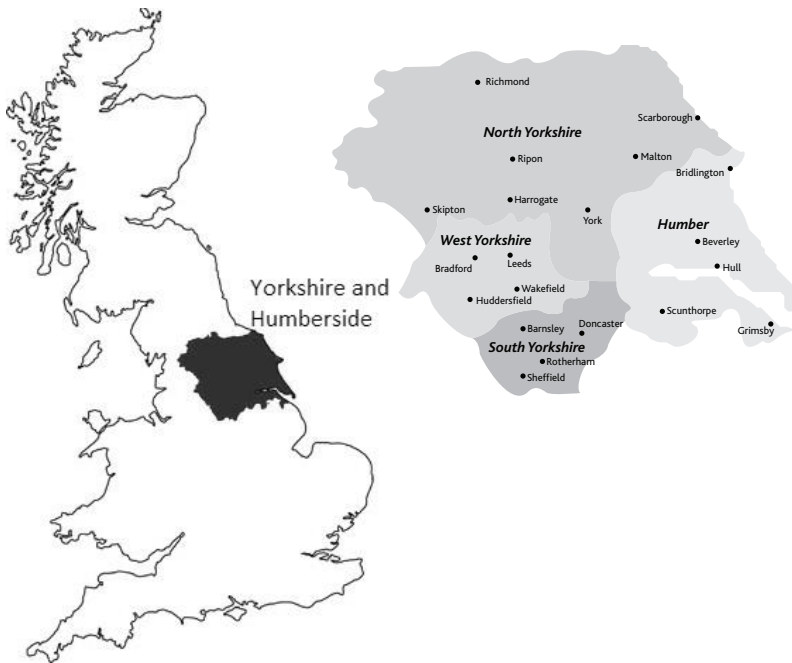 Yorkshire and
Humberside
Richmond
Scarborough
North Yorkshire
Ripon
Malton
Bridlington
Harrogate
Skipton
York
Humber
West Yorkshire
Beverley
Leeds
Bradford
Hull
Wakefield
Huddersfield
Scunthorpe
Barnsley
Doncaster
Grimsby
South Yorkshire
Rotherham
Sheffield